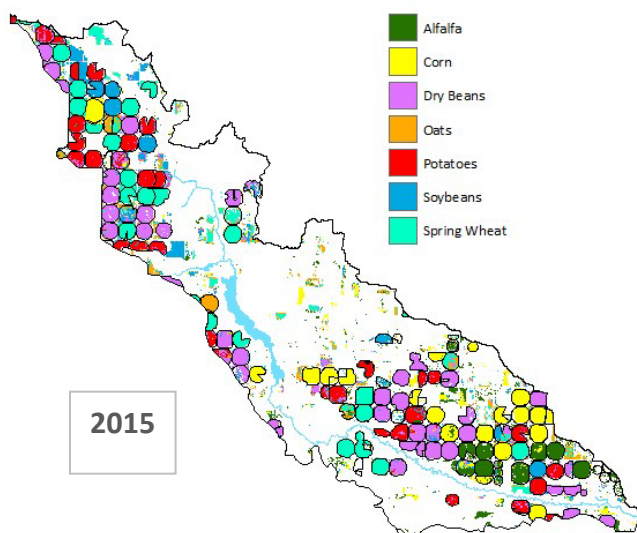 Alfalfa
Corn
Dry Beans
Oats
Potatoes
Soybeans
Spring Wheat
2015